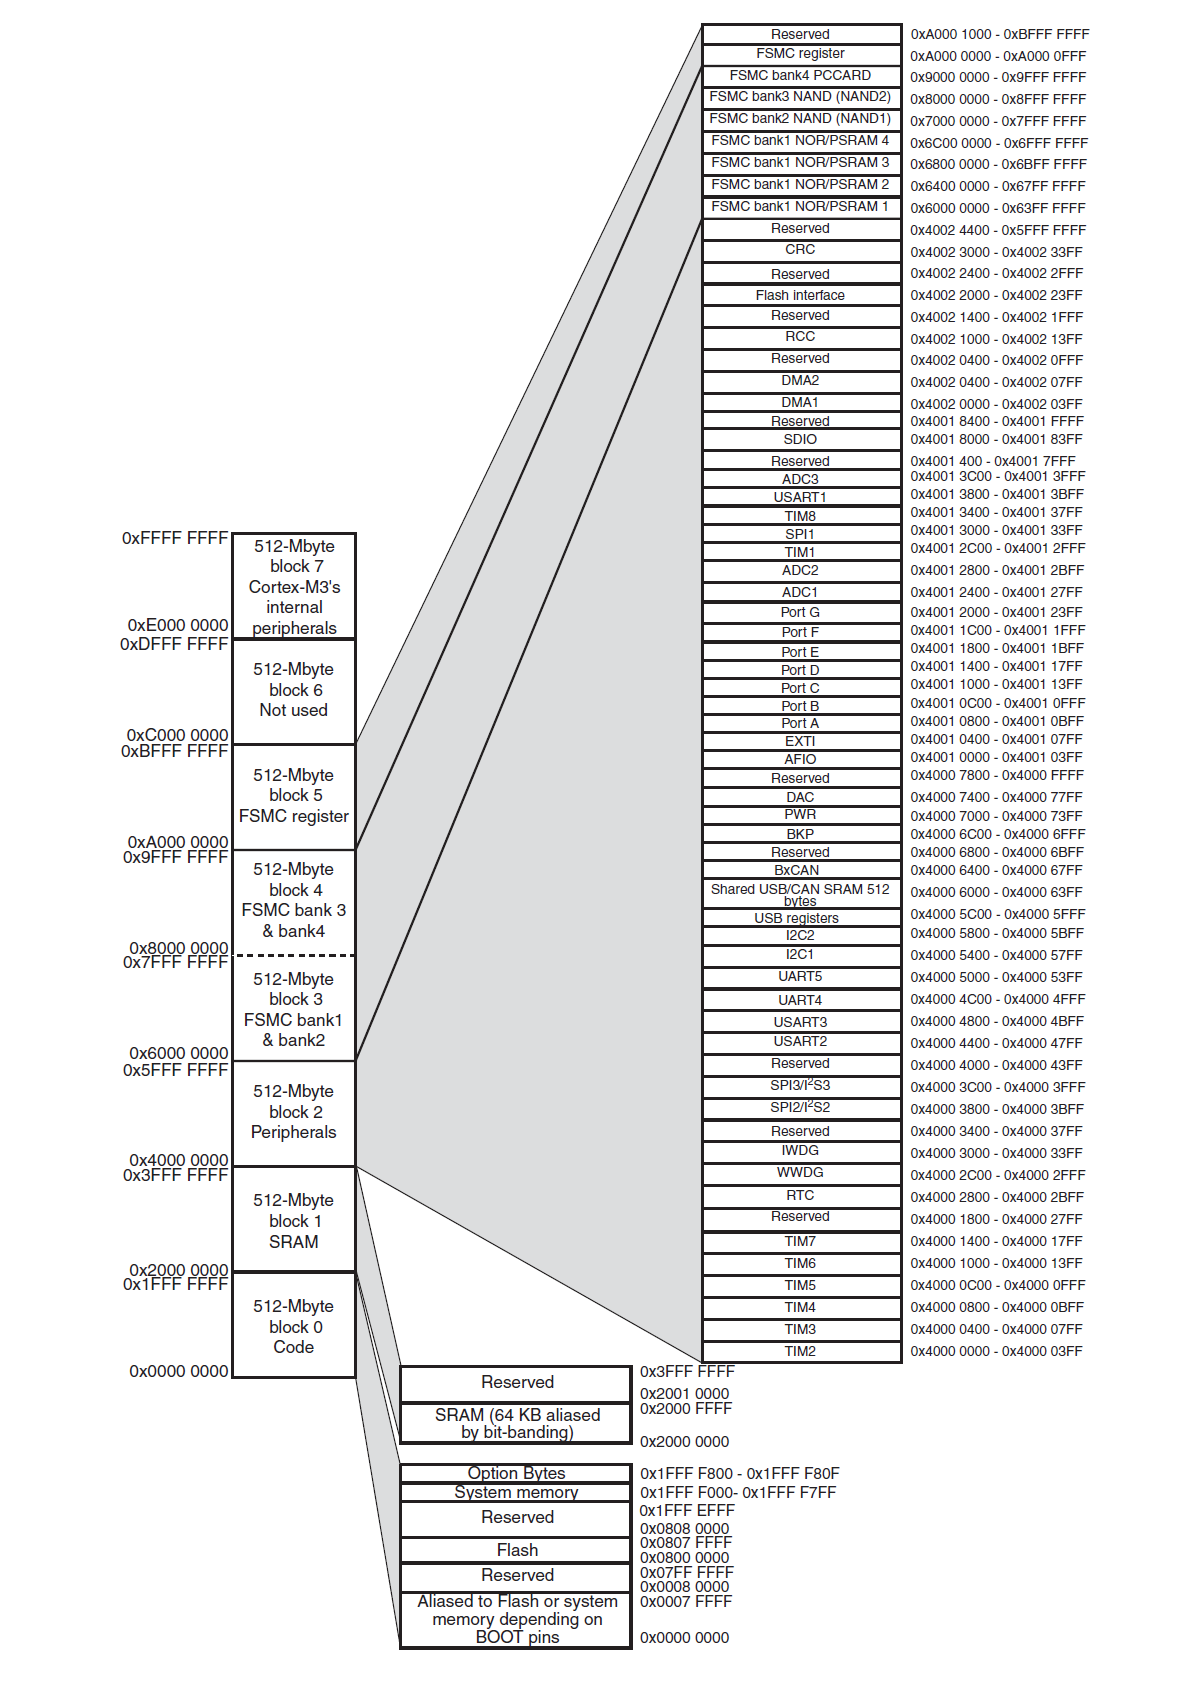 Reserved 0xA000 1000 - 0xBFFF FFFF
FSMC register 0xA000 0000 - 0xA000 0FFF
FSMC bank4 PCCARD 0x9000 0000 - 0x9FFF FFFF
FSMC bank3 NAND (NAND2) 0x8000 0000 - 0x8FFF FFFF
FSMC bank2 NAND (NAND1) 0x7000 0000 - 0x7FFF FFFF
FSMC bank1 NOR/PSRAM 4 0x6C00 0000 - 0x6FFF FFFF
FSMC bank1 NOR/PSRAM 3 0x6800 0000 - 0x6BFF FFFF
FSMC bank1 NOR/PSRAM 2 0x6400 0000 - 0x67FF FFFF
FSMC bank1 NOR/PSRAM 1 0x6000 0000 - 0x63FF FFFF
Reserved 0x4002 4400 - 0x5FFF FFFF
CRC 0x4002 3000 - 0x4002 33FF
Reserved 0x4002 2400 - 0x4002 2FFF
Flash interface 0x4002 2000 - 0x4002 23FF
Reserved 0x4002 1400 - 0x4002 1FFF
RCC 0x4002 1000 - 0x4002 13FF
Reserved 0x4002 0400 - 0x4002 0FFF
DMA2 0x4002 0400 - 0x4002 07FF
DMA1 0x4002 0000 - 0x4002 03FF
Reserved 0x4001 8400 - 0x4001 FFFF
SDIO 0x4001 8000 - 0x4001 83FF
Reserved 0x4001 400 - 0x4001 7FFF
ADC3 0x4001 3C00 - 0x4001 3FFF
USART1 0x4001 3800 - 0x4001 3BFF
TIM8 0x4001 3400 - 0x4001 37FF
SPI1 0x4001 3000 - 0x4001 33FF
TIM1 0x4001 2C00 - 0x4001 2FFF
ADC2 0x4001 2800 - 0x4001 2BFF
ADC1 0x4001 2400 - 0x4001 27FF
Port G 0x4001 2000 - 0x4001 23FF
Port F 0x4001 1C00 - 0x4001 1FFF
Port E 0x4001 1800 - 0x4001 1BFF
Port D 0x4001 1400 - 0x4001 17FF
Port C 0x4001 1000 - 0x4001 13FF
Port B 0x4001 0C00 - 0x4001 0FFF
Port A 0x4001 0800 - 0x4001 0BFF
EXTI 0x4001 0400 - 0x4001 07FF
AFIO 0x4001 0000 - 0x4001 03FF
Reserved 0x4000 7800 - 0x4000 FFFF
DAC 0x4000 7400 - 0x4000 77FF
PWR 0x4000 7000 - 0x4000 73FF
BKP 0x4000 6C00 - 0x4000 6FFF
Reserved 0x4000 6800 - 0x4000 6BFF
BxCAN 0x4000 6400 - 0x4000 67FF
Shared USB/CAN SRAM 512 0x4000 6000 - 0x4000 63FF
bytes
USB registers 0x4000 5C00 - 0x4000 5FFF
I2C2 0x4000 5800 - 0x4000 5BFF
I2C1 0x4000 5400 - 0x4000 57FF
UART5 0x4000 5000 - 0x4000 53FF
UART4 0x4000 4C00 - 0x4000 4FFF
USART3 0x4000 4800 - 0x4000 4BFF
USART2 0x4000 4400 - 0x4000 47FF
Reserved 0x4000 4000 - 0x4000 43FF
SPI3/I²S3 0x4000 3C00 - 0x4000 3FFF
SPI2/I²S2 0x4000 3800 - 0x4000 3BFF
Reserved 0x4000 3400 - 0x4000 37FF
IWDG 0x4000 3000 - 0x4000 33FF
WWDG 0x4000 2C00 - 0x4000 2FFF
RTC 0x4000 2800 - 0x4000 2BFF
Reserved 0x4000 1800 - 0x4000 27FF
TIM7 0x4000 1400 - 0x4000 17FF
TIM6 0x4000 1000 - 0x4000 13FF
TIM5 0x4000 0C00 - 0x4000 0FFF
TIM4 0x4000 0800 - 0x4000 0BFF
TIM3 0x4000 0400 - 0x4000 07FF
TIM2 0x4000 0000 - 0x4000 03FF
0xFFFF FFFF
512-Mbyte
block 7
Cortex-M3's
internal
peripherals
0xE000 0000
0xDFFF FFFF
512-Mbyte
block 6
Not used
0xC000 0000
0xBFFF FFFF
512-Mbyte
block 5
FSMC register
0xA000 0000
0x9FFF FFFF
512-Mbyte
block 4
FSMC bank 3
& bank4
0x8000 0000
0x7FFF FFFF
512-Mbyte
block 3
FSMC bank1
& bank2
0x6000 0000
0x5FFF FFFF
512-Mbyte
block 2
Peripherals
0x4000 0000
0x3FFF FFFF
512-Mbyte
block 1
SRAM
0x2000 0000
0x1FFF FFFF
512-Mbyte
block 0
Code
0x0000 0000
0x3FFF FFFF
Reserved
0x2001 0000
0x2000 FFFF
SRAM (64 KB aliased
by bit-banding)
0x2000 0000
Option Bytes 0x1FFF F800 - 0x1FFF F80F
System memory 0x1FFF F000- 0x1FFF F7FF
0x1FFF EFFF
Reserved
0x0808 0000
0x0807 FFFF
Flash
0x0800 0000
0x07FF FFFF
Reserved
0x0008 0000
0x0007 FFFF
Aliased to Flash or system
memory depending on
BOOT pins
0x0000 0000